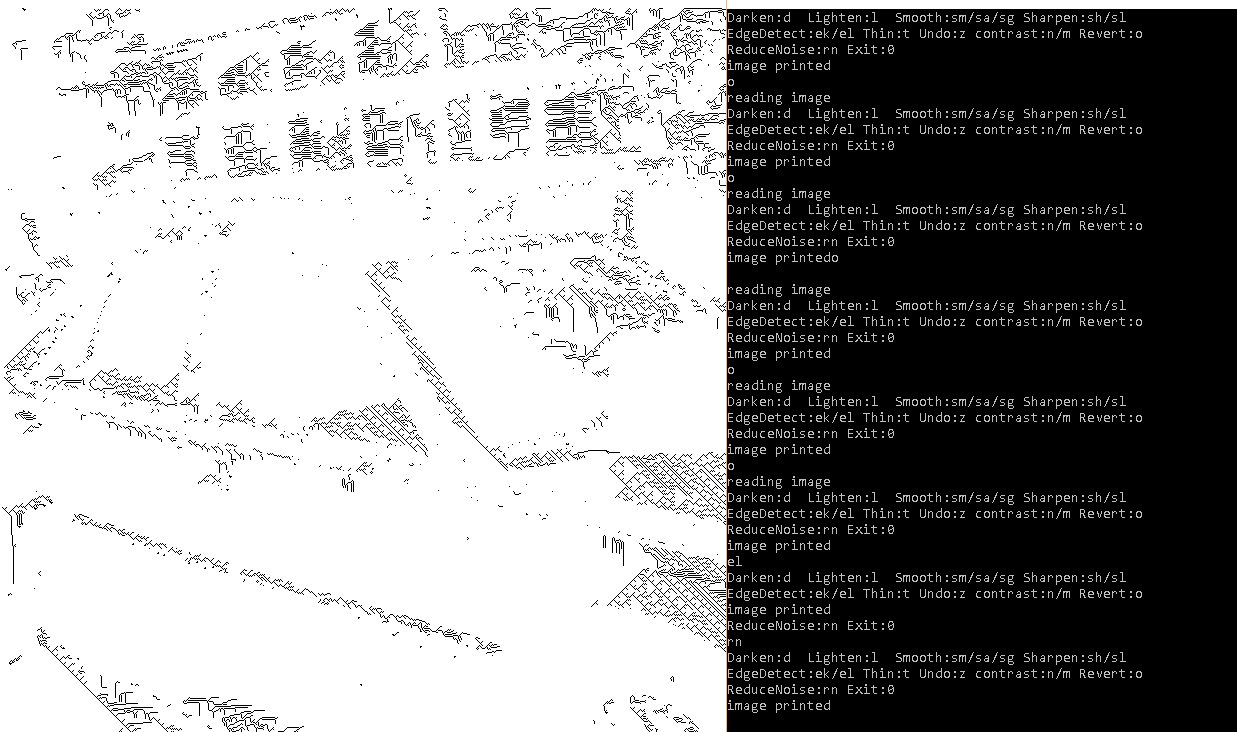 Darken:d  Lighten:l  Smooth:sm/sa/sg Sharpen:sh/sl
EdgeDetect:ek/el Thin:t Undo:z contrast:n/m Revert:o
ReduceNoise:rn Exit:0
image printed
o
reading image
Darken:d  Lighten:l  Smooth:sm/sa/sg Sharpen:sh/sl
EdgeDetect:ek/el Thin:t Undo:z contrast:n/m Revert:o
ReduceNoise:rn Exit:0
image printed
o
reading image
Darken:d  Lighten:l  Smooth:sm/sa/sg Sharpen:sh/sl
EdgeDetect:ek/el Thin:t Undo:z contrast:n/m Revert:o
ReduceNoise:rn Exit:0
image printedo
reading image
Darken:d  Lighten:l  Smooth:sm/sa/sg Sharpen:sh/sl
EdgeDetect:ek/el Thin:t Undo:z contrast:n/m Revert:o
ReduceNoise:rn Exit:0
image printed
o
reading image
Darken:d  Lighten:l  Smooth:sm/sa/sg Sharpen:sh/sl
EdgeDetect:ek/el Thin:t Undo:z contrast:n/m Revert:o
ReduceNoise:rn Exit:0
image printed
o
reading image
Darken:d  Lighten:l  Smooth:sm/sa/sg Sharpen:sh/sl
EdgeDetect:ek/el Thin:t Undo:z contrast:n/m Revert:o
ReduceNoise:rn Exit:0
image printed
el
Darken:d  Lighten:l  Smooth:sm/sa/sg Sharpen:sh/sl
EdgeDetect:ek/el Thin:t Undo:z contrast:n/m Revert:o
image printed
ReduceNoise:rn Exit:0
rn
Darken:d  Lighten:l  Smooth:sm/sa/sg Sharpen:sh/sl
EdgeDetect:ek/el Thin:t Undo:z contrast:n/m Revert:o
ReduceNoise:rn Exit:0
image printed